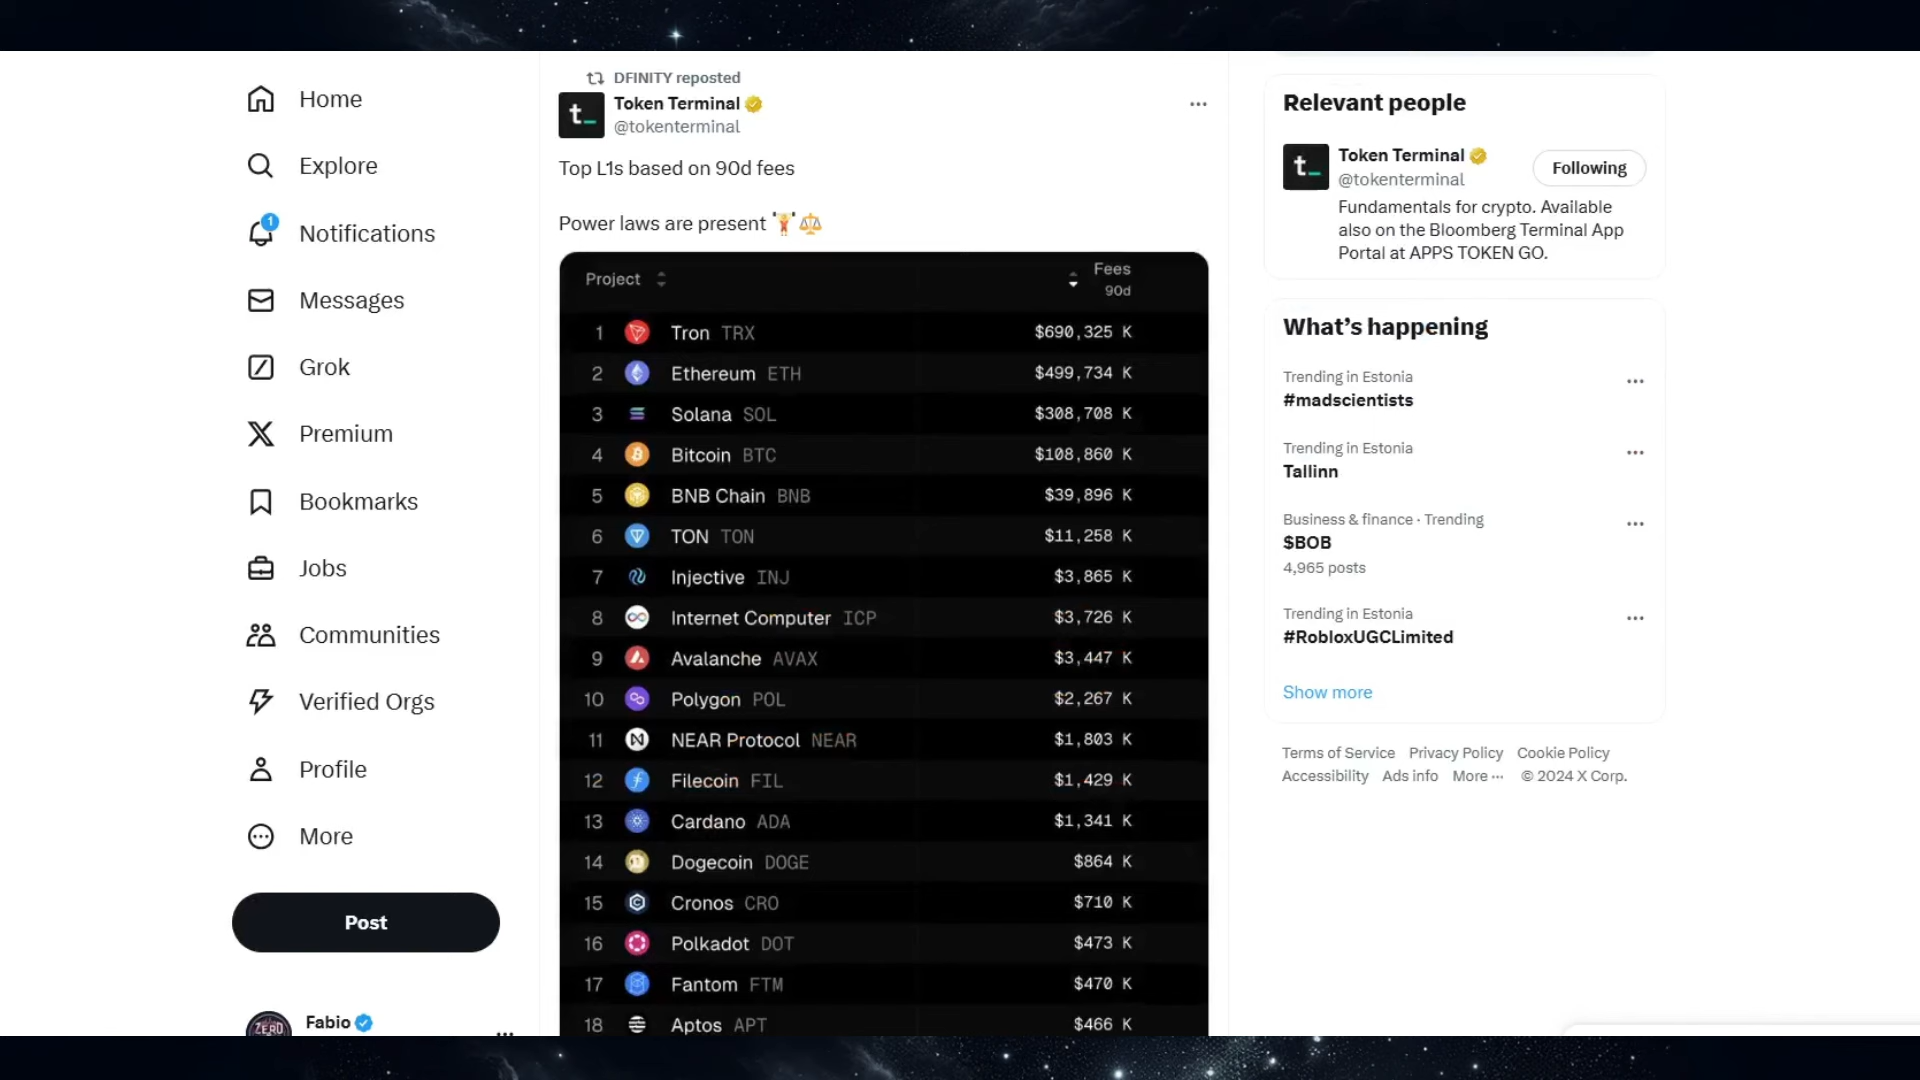 Home
Explore
1
Notifications
Messages
Grok
Premium
Bookmarks
Jobs
Communities
Verified Orgs
Profile
More
Post
ZERO
Fabio
DFINITY reposted
t_
Token Terminal
@tokenterminal
Top L1s based on 90d fees
Power laws are present
Project
Fees
90d
1 Tron TRX $690,325 K
2 Ethereum ETH $499,734 K
3 Solana SOL $308,708 K
4 Bitcoin BTC $108,860 K
5 BNB Chain BNB $39,896 K
6 TON TON $11,258 K
7 Injective INJ $3,865 K
8 Internet Computer ICP $3,726 K
9 Avalanche AVAX $3,447 K
10 Polygon POL $2,267 K
11 NEAR Protocol NEAR $1,803 K
12 Filecoin FIL $1,429 K
13 Cardano ADA $1,341 K
14 Dogecoin DOGE $864 K
15 Cronos CRO $710 K
16 Polkadot DOT $473 K
17 Fantom FTM $470 K
18 Aptos APT $466 K
Relevant people
t_
Token Terminal
@tokenterminal
Following
Fundamentals for crypto. Available
also on the Bloomberg Terminal App
Portal at APPS TOKEN GO.
What’s happening
Trending in Estonia
#madscientists
Trending in Estonia
Tallinn
Business & finance · Trending
$BOB
4,965 posts
Trending in Estonia
#RobloxUGCLimited
Show more
Terms of Service Privacy Policy Cookie Policy
Accessibility Ads info More ··· © 2024 X Corp.